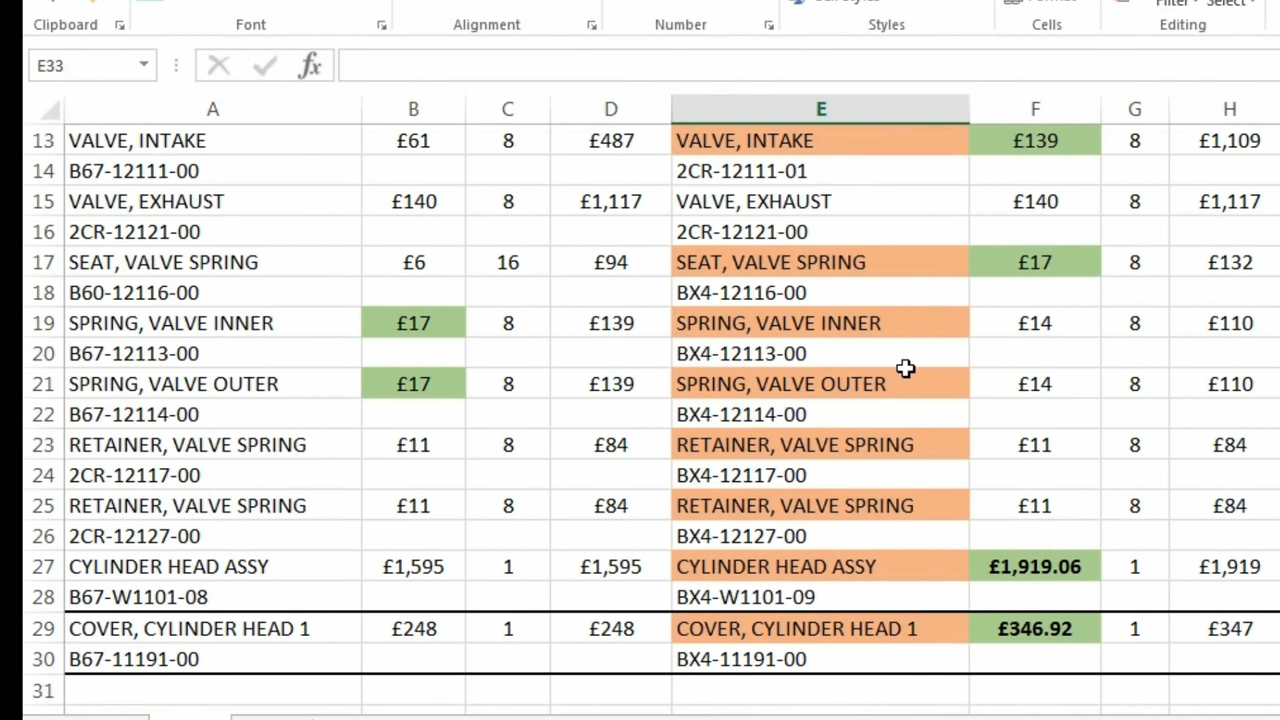 Clipboard Font Alignment Number Styles Cells Editing
E33 fx
A B C D E F G H
13 VALVE, INTAKE £61 8 £487 VALVE, INTAKE £139 8 £1,109
14 B67-12111-00 2CR-12111-01
15 VALVE, EXHAUST £140 8 £1,117 VALVE, EXHAUST £140 8 £1,117
16 2CR-12121-00 2CR-12121-00
17 SEAT, VALVE SPRING £6 16 £94 SEAT, VALVE SPRING £17 8 £132
18 B60-12116-00 BX4-12116-00
19 SPRING, VALVE INNER £17 8 £139 SPRING, VALVE INNER £14 8 £110
20 B67-12113-00 BX4-12113-00
21 SPRING, VALVE OUTER £17 8 £139 SPRING, VALVE OUTER £14 8 £110
22 B67-12114-00 BX4-12114-00
23 RETAINER, VALVE SPRING £11 8 £84 RETAINER, VALVE SPRING £11 8 £84
24 2CR-12117-00 BX4-12117-00
25 RETAINER, VALVE SPRING £11 8 £84 RETAINER, VALVE SPRING £11 8 £84
26 2CR-12127-00 BX4-12127-00
27 CYLINDER HEAD ASSY £1,595 1 £1,595 CYLINDER HEAD ASSY £1,919.06 1 £1,919
28 B67-W1101-08 BX4-W1101-09
29 COVER, CYLINDER HEAD 1 £248 1 £248 COVER, CYLINDER HEAD 1 £346.92 1 £347
30 B67-11191-00 BX4-11191-00
31